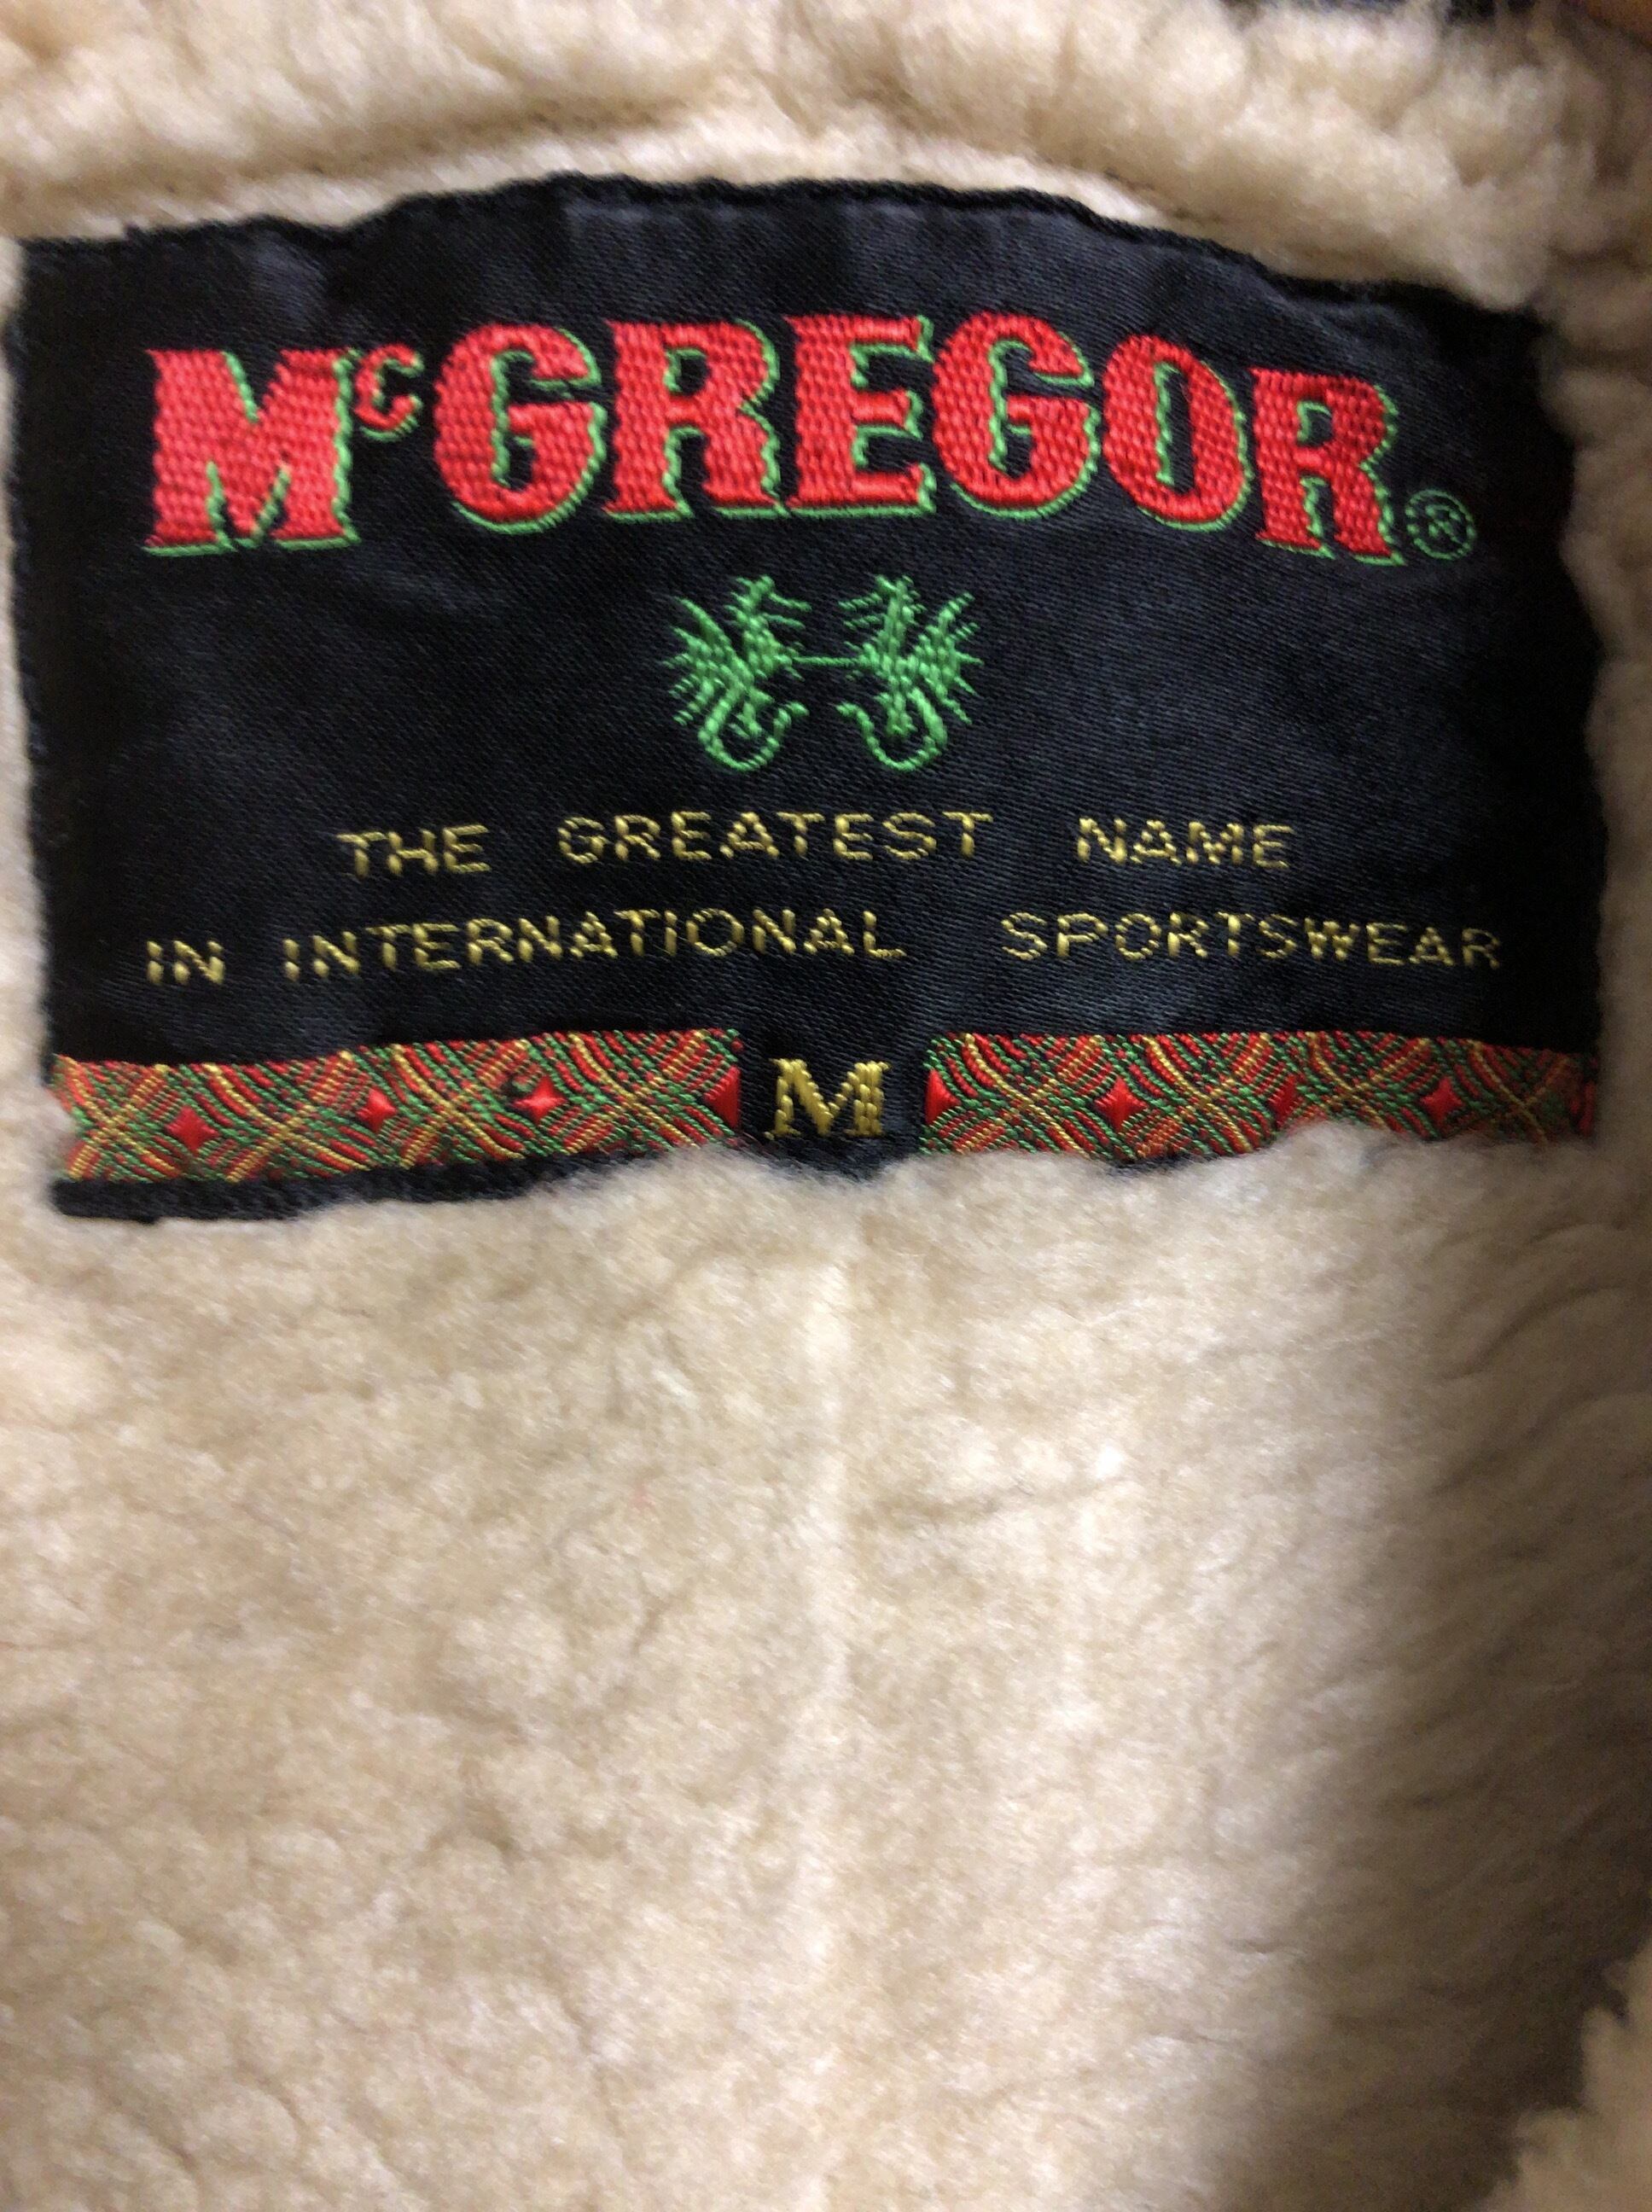 McGREGOR®
THE GREATEST NAME
IN INTERNATIONAL SPORTSWEAR
M